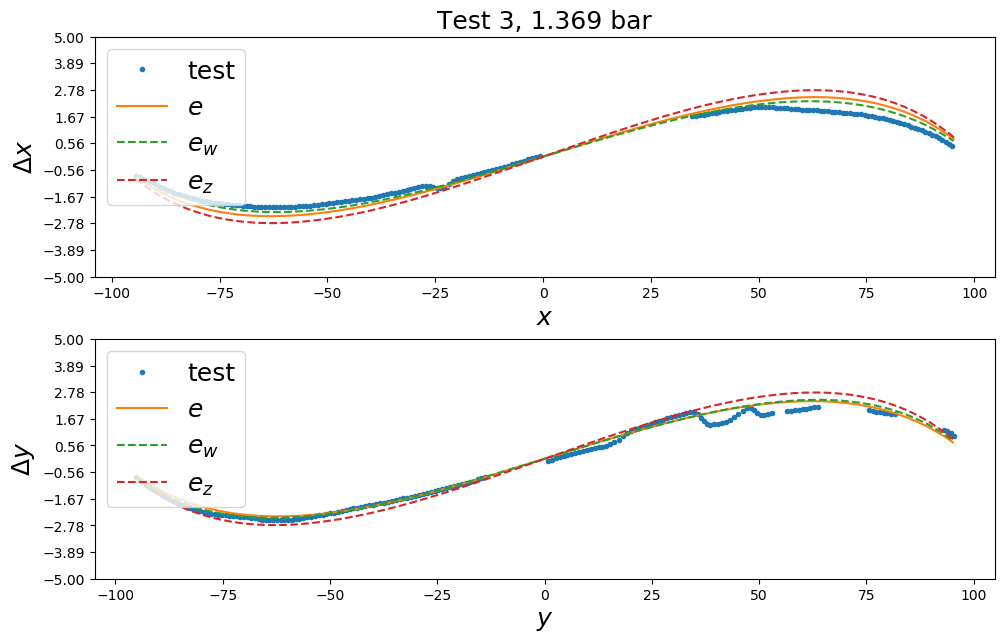 Test 3, 1.369 bar
5.00
3.89
2.78
1.67
0.56
−0.56
−1.67
−2.78
−3.89
−5.00
Δx
test
e
e_w
e_z
−100 −75 −50 −25 0 25 50 75 100
x
5.00
3.89
2.78
1.67
0.56
−0.56
−1.67
−2.78
−3.89
−5.00
Δy
test
e
e_w
e_z
−100 −75 −50 −25 0 25 50 75 100
y